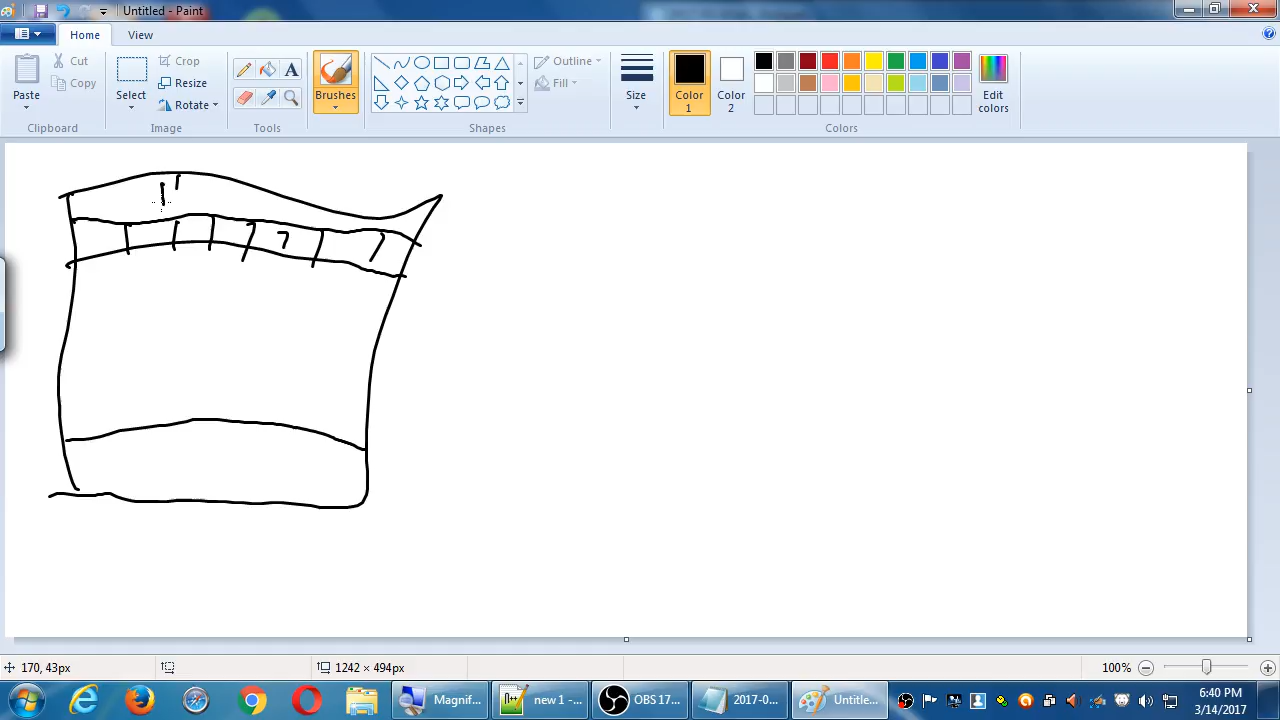 Untitled - Paint
Home
View
Paste
Cut
Copy
Clipboard
Select
Crop
Resize
Rotate
Image
Tools
Brushes
Shapes
Outline
Fill
Size
Color
1
Color
2
Edit
colors
Colors
170, 43px
1242 × 494px
100%
Magnif...
new 1 -...
OBS 17...
2017-0...
Untitle...
6:40 PM
3/14/2017